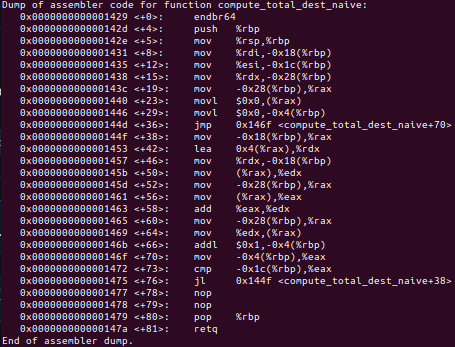 Dump of assembler code for function compute_total_dest_naive:
0x0000000000001429 <+0>: endbr64
0x000000000000142d <+4>: push %rbp
0x000000000000142e <+5>: mov %rsp,%rbp
0x0000000000001431 <+8>: mov %rdi,-0x18(%rbp)
0x0000000000001435 <+12>: mov %esi,-0x1c(%rbp)
0x0000000000001438 <+15>: mov %rdx,-0x28(%rbp)
0x000000000000143c <+19>: mov -0x28(%rbp),%rax
0x0000000000001440 <+23>: movl $0x0,(%rax)
0x0000000000001446 <+29>: movl $0x0,-0x4(%rbp)
0x000000000000144d <+36>: jmp 0x146f <compute_total_dest_naive+70>
0x000000000000144f <+38>: mov -0x18(%rbp),%rax
0x0000000000001453 <+42>: lea 0x4(%rax),%rdx
0x0000000000001457 <+46>: mov %rdx,-0x18(%rbp)
0x000000000000145b <+50>: mov (%rax),%edx
0x000000000000145d <+52>: mov -0x28(%rbp),%rax
0x0000000000001461 <+56>: mov (%rax),%eax
0x0000000000001463 <+58>: add %eax,%edx
0x0000000000001465 <+60>: mov -0x28(%rbp),%rax
0x0000000000001469 <+64>: mov %edx,(%rax)
0x000000000000146b <+66>: addl $0x1,-0x4(%rbp)
0x000000000000146f <+70>: mov -0x4(%rbp),%eax
0x0000000000001472 <+73>: cmp -0x1c(%rbp),%eax
0x0000000000001475 <+76>: jl 0x144f <compute_total_dest_naive+38>
0x0000000000001477 <+78>: nop
0x0000000000001478 <+79>: nop
0x0000000000001479 <+80>: pop %rbp
0x000000000000147a <+81>: retq
End of assembler dump.